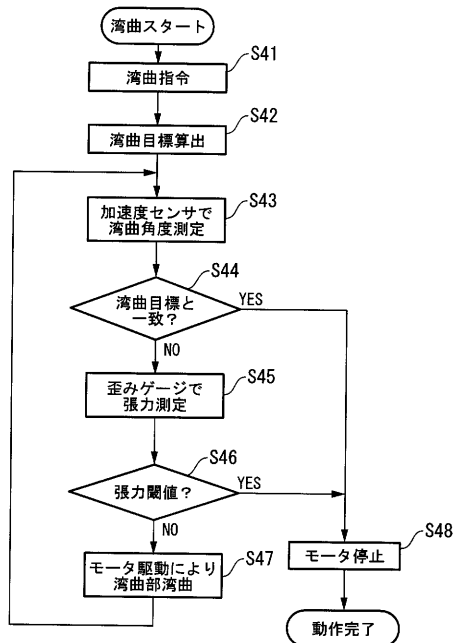 湾曲スタート
S41
湾曲指令
S42
湾曲目標算出
S43
加速度センサで
湾曲角度測定
S44
湾曲目標と
一致?
YES
NO
S45
歪みゲージで
張力測定
S46
張力閾値?
YES
NO
S47
モータ駆動により
湾曲部湾曲
S48
モータ停止
動作完了